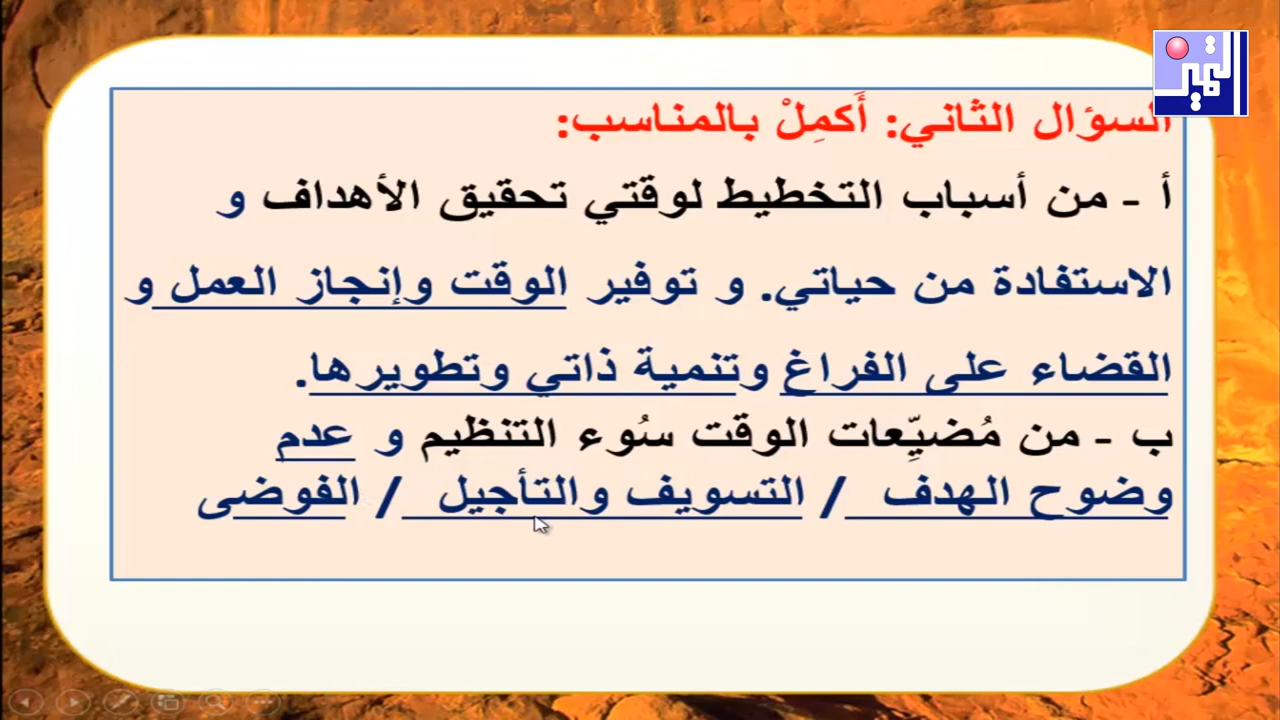 التميز
السؤال الثاني: أَكمِلْ بالمناسب:
أ - من أسباب التخطيط لوقتي تحقيق الأهداف و
الاستفادة من حياتي. و توفير الوقت وإنجاز العمل و
القضاء على الفراغ وتنمية ذاتي وتطويرها.
ب - من مُضيِّعات الوقت سُوء التنظيم و عدم
وضوح الهدف / التسويف والتأجيل / الفوضى